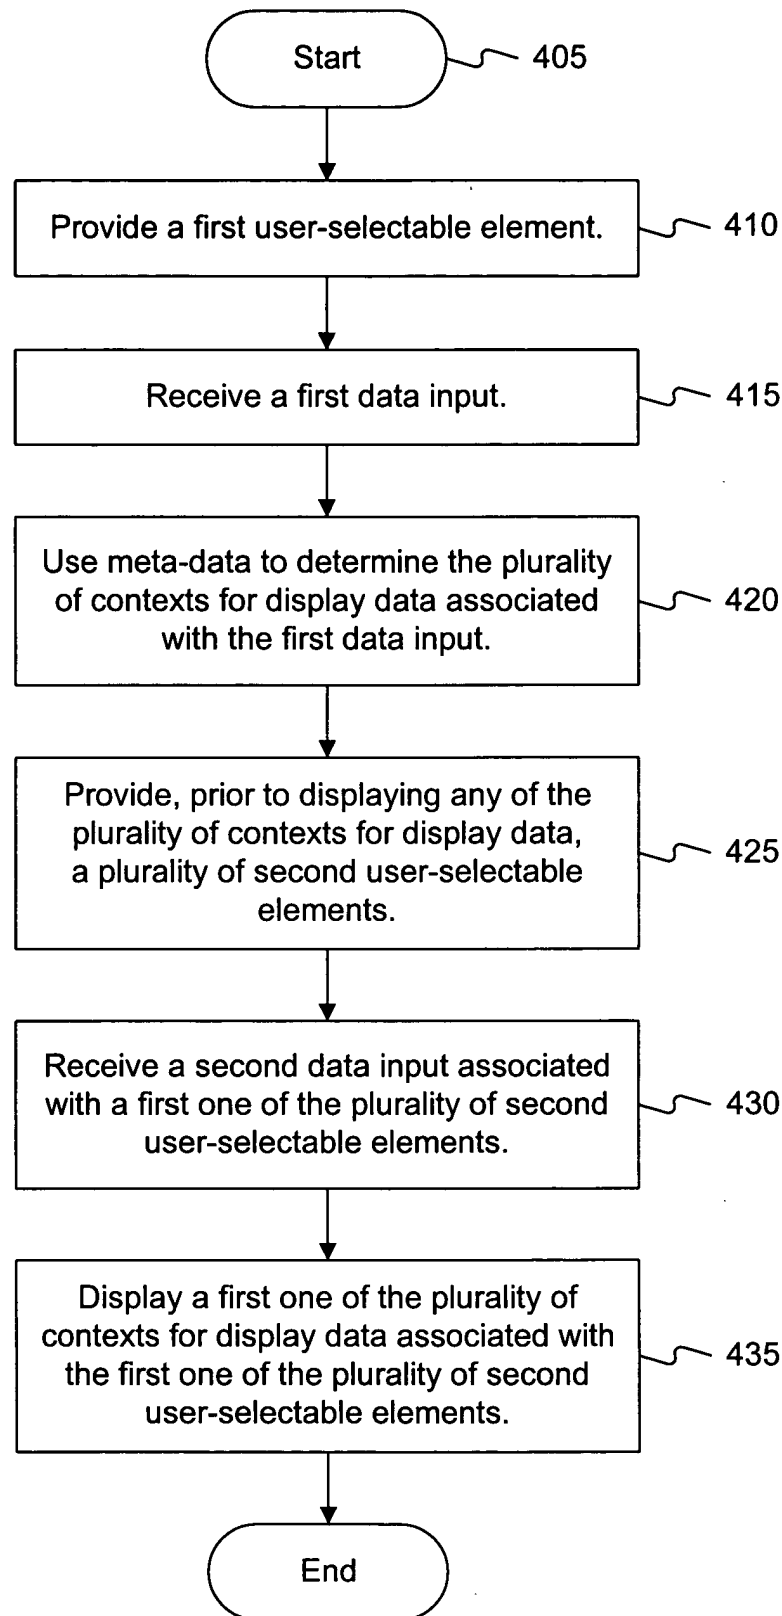 Start
405
Provide a first user-selectable element.
410
Receive a first data input.
415
Use meta-data to determine the plurality
of contexts for display data associated
with the first data input.
420
Provide, prior to displaying any of the
plurality of contexts for display data,
a plurality of second user-selectable
elements.
425
Receive a second data input associated
with a first one of the plurality of second
user-selectable elements.
430
Display a first one of the plurality of
contexts for display data associated with
the first one of the plurality of second
user-selectable elements.
435
End